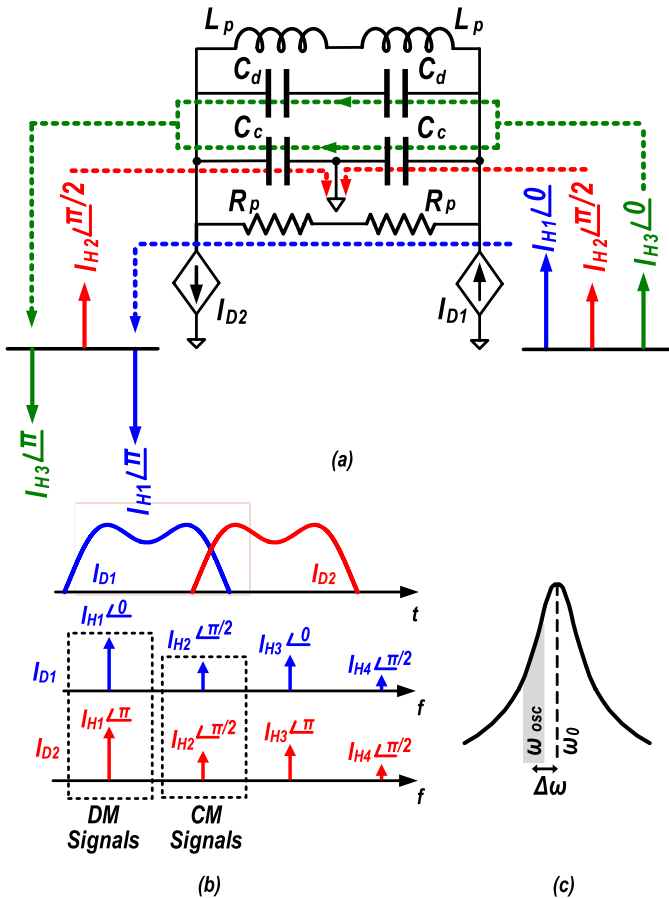 Lp Lp
Cd Cd
Cc Cc
Rp Rp
IH2∠π/2
IH1∠0
IH2∠π/2
IH3∠0
ID2 ID1
IH3∠π
IH1∠π
(a)
ID1 ID2
t
IH1∠0 IH2∠π/2 IH3∠0 IH4∠π/2
ID1
f
IH1∠π IH2∠π/2 IH3∠π IH4∠π/2
ID2
f
DM Signals
CM Signals
(b)
ωosc
ω0
Δω
(c)